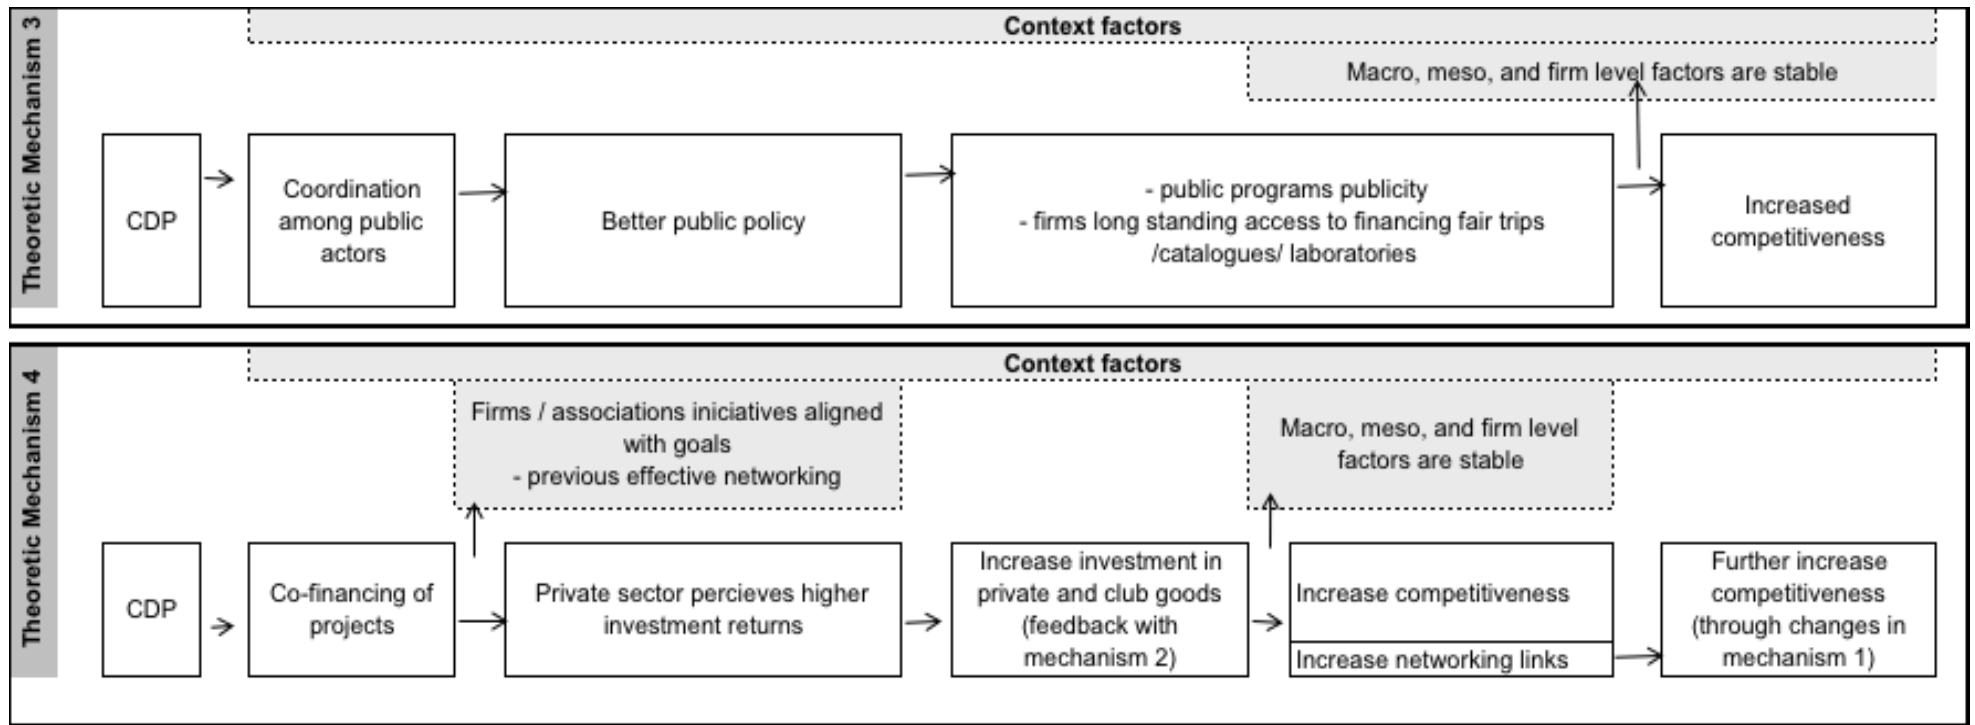 Theoretic Mechanism 3
Context factors
Macro, meso, and firm level factors are stable
CDP
Coordination
among public
actors
Better public policy
- public programs publicity
- firms long standing access to financing fair trips
/catalogues/ laboratories
Increased
competitiveness
Theoretic Mechanism 4
Context factors
Firms / associations iniciatives aligned
with goals
- previous effective networking
Macro, meso, and firm level
factors are stable
CDP
Co-financing of
projects
Private sector percieves higher
investment returns
Increase investment in
private and club goods
(feedback with
mechanism 2)
Increase competitiveness
Increase networking links
Further increase
competitiveness
(through changes in
mechanism 1)